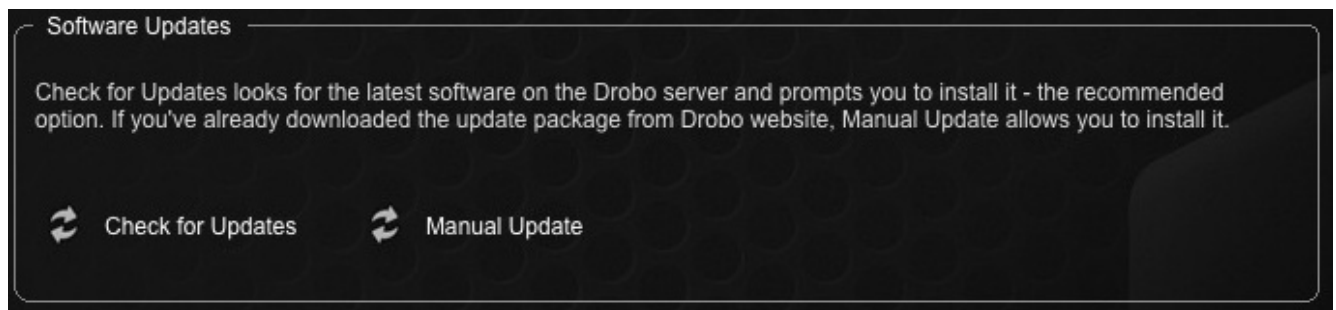 Software Updates
Check for Updates looks for the latest software on the Drobo server and prompts you to install it - the recommended
option. If you've already downloaded the update package from Drobo website, Manual Update allows you to install it.
Check for Updates
Manual Update